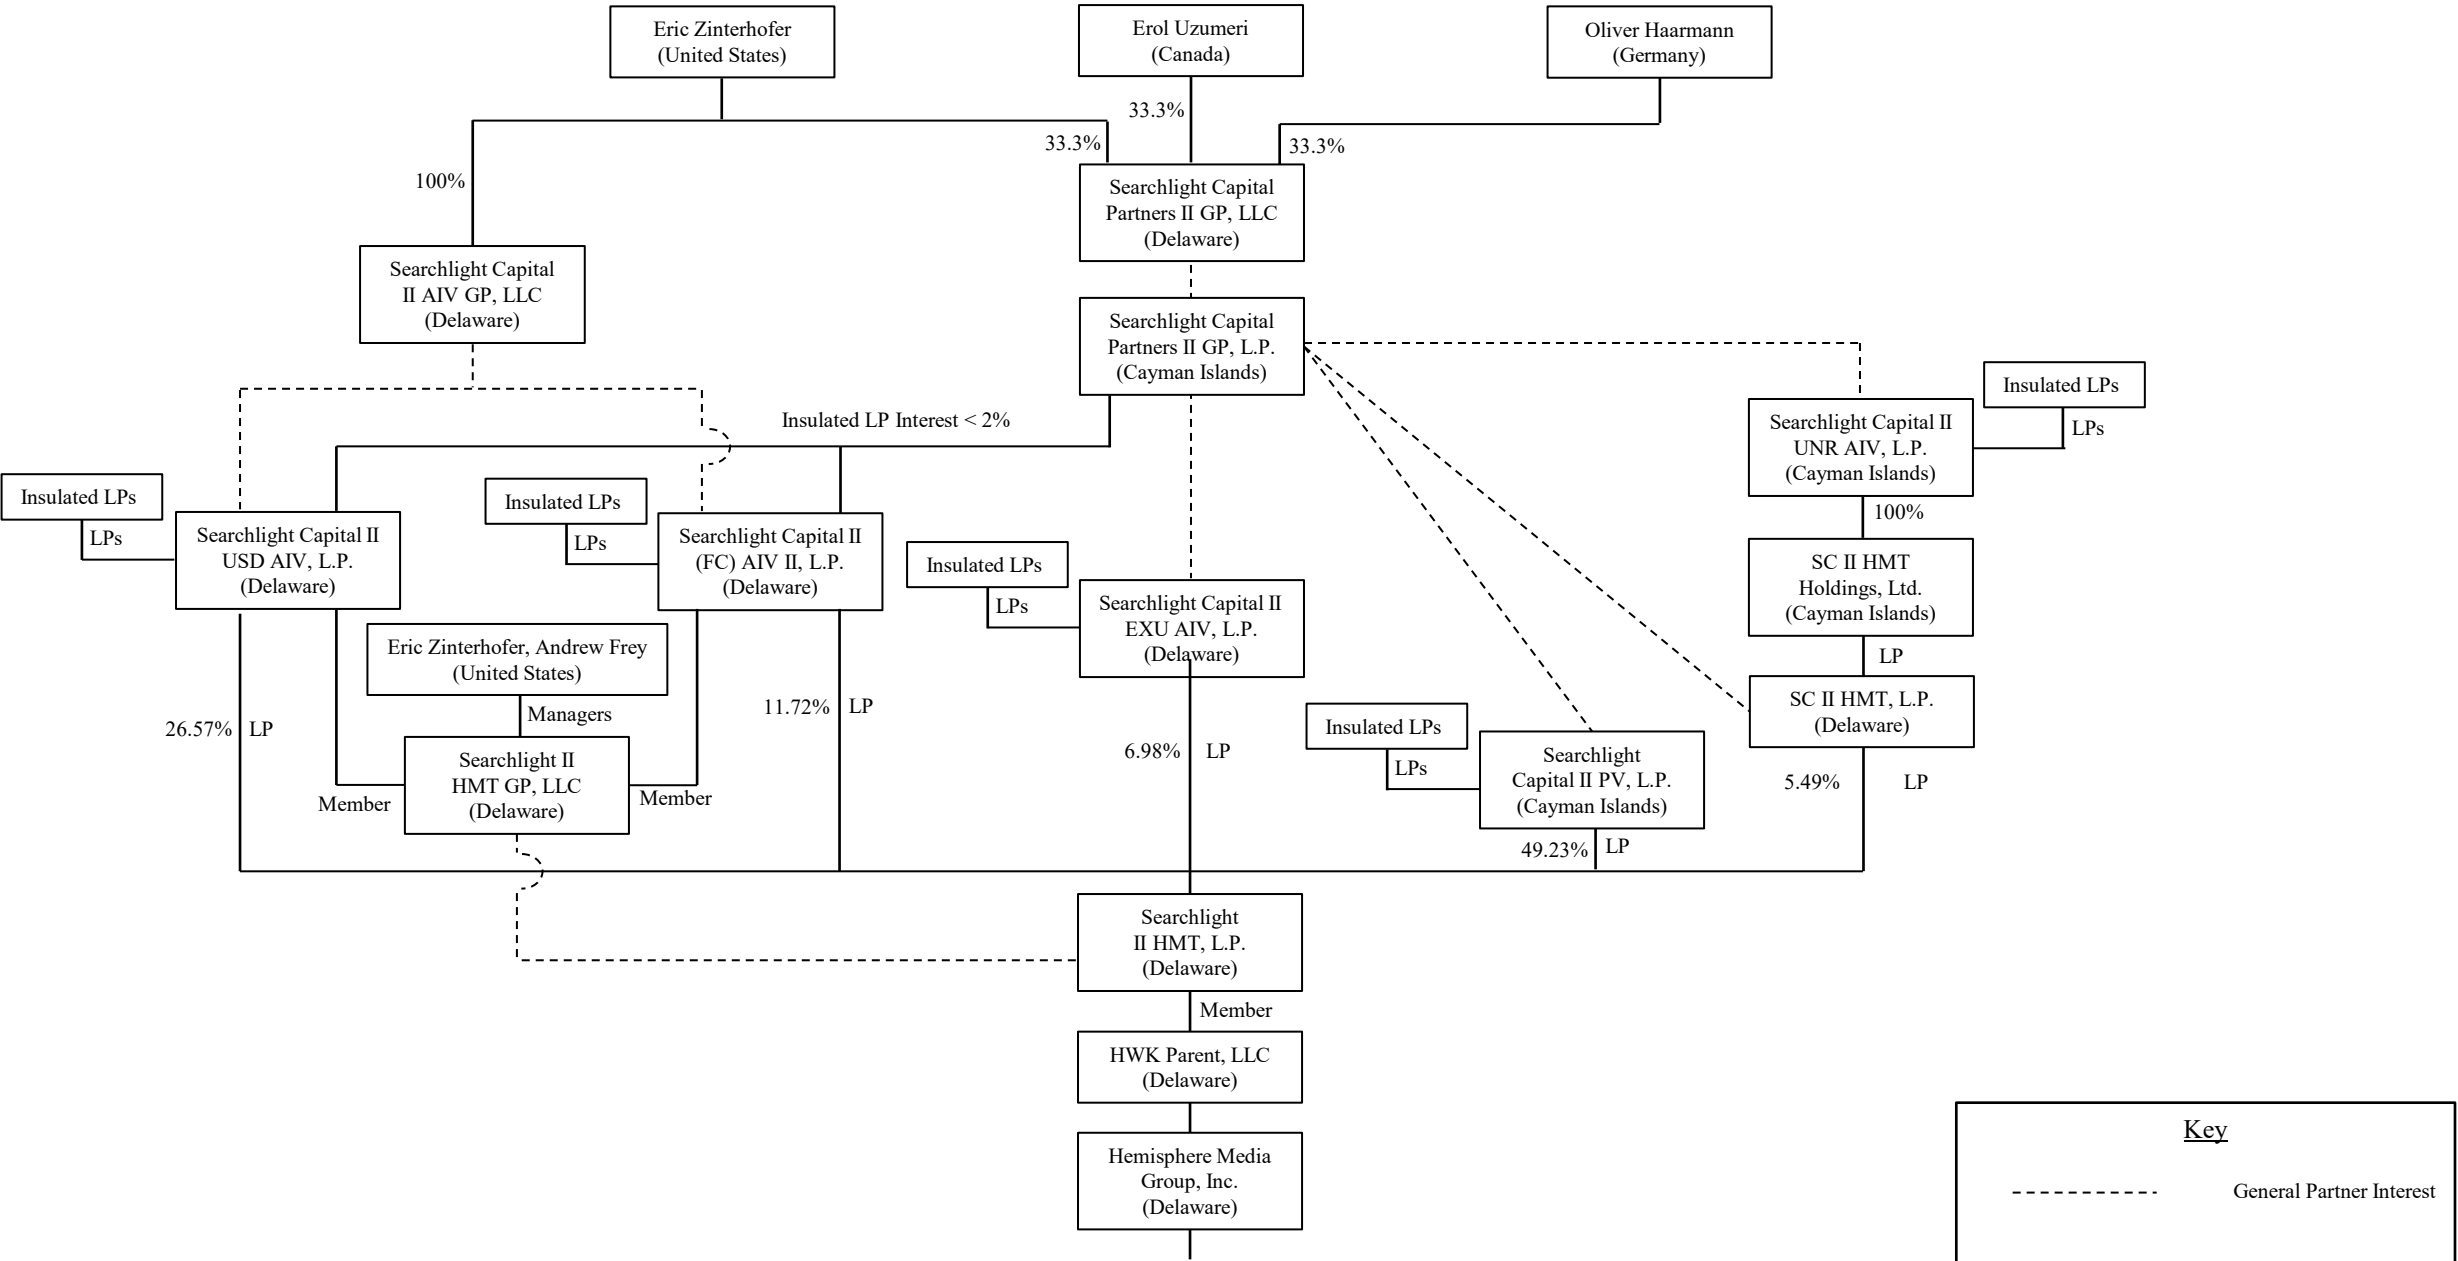 Eric Zinterhofer
(United States)
Erol Uzumeri
(Canada)
Oliver Haarmann
(Germany)
33.3%
33.3%
33.3%
100%
Searchlight Capital
Partners II GP, LLC
(Delaware)
Searchlight Capital
II AIV GP, LLC
(Delaware)
Searchlight Capital
Partners II GP, L.P.
(Cayman Islands)
Insulated LP Interest < 2%
Insulated LPs
LPs
Searchlight Capital II
UNR AIV, L.P.
(Cayman Islands)
100%
Insulated LPs
LPs
Searchlight Capital II
USD AIV, L.P.
(Delaware)
Insulated LPs
LPs
Searchlight Capital II
(FC) AIV II, L.P.
(Delaware)
Insulated LPs
LPs
Searchlight Capital II
EXU AIV, L.P.
(Delaware)
SC II HMT
Holdings, Ltd.
(Cayman Islands)
LP
Eric Zinterhofer, Andrew Frey
(United States)
Managers
26.57%
LP
11.72%
LP
6.98%
LP
Insulated LPs
LPs
Searchlight
Capital II PV, L.P.
(Cayman Islands)
SC II HMT, L.P.
(Delaware)
5.49%
LP
Searchlight II
HMT GP, LLC
(Delaware)
Member
Member
49.23%
LP
Searchlight
II HMT, L.P.
(Delaware)
Member
HWK Parent, LLC
(Delaware)
Hemisphere Media
Group, Inc.
(Delaware)
Key
General Partner Interest